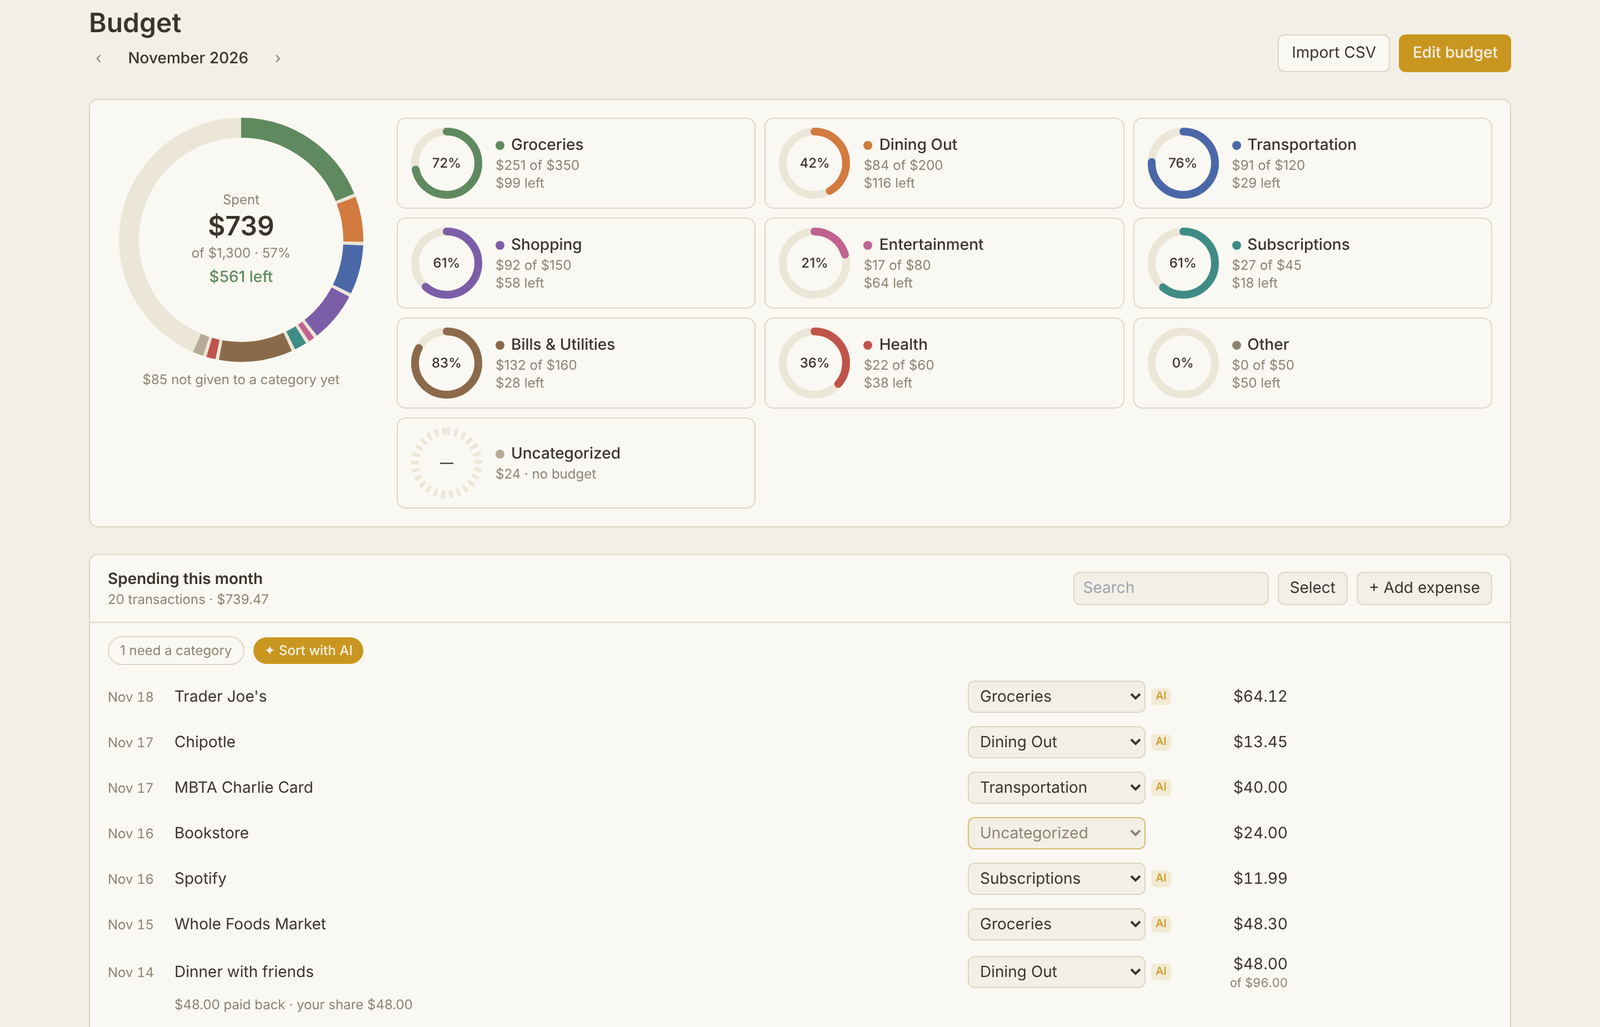 Budget
‹ November 2026 ›
Import CSV
Edit budget
Spent
$739
of $1,300 · 57%
$561 left
$85 not given to a category yet
72%
Groceries
$251 of $350
$99 left
42%
Dining Out
$84 of $200
$116 left
76%
Transportation
$91 of $120
$29 left
61%
Shopping
$92 of $150
$58 left
21%
Entertainment
$17 of $80
$64 left
61%
Subscriptions
$27 of $45
$18 left
83%
Bills & Utilities
$132 of $160
$28 left
36%
Health
$22 of $60
$38 left
0%
Other
$0 of $50
$50 left
—
Uncategorized
$24 · no budget
Spending this month
20 transactions · $739.47
Search
Select
+ Add expense
1 need a category
✦ Sort with AI
Nov 18 Trader Joe's Groceries AI $64.12
Nov 17 Chipotle Dining Out AI $13.45
Nov 17 MBTA Charlie Card Transportation AI $40.00
Nov 16 Bookstore Uncategorized $24.00
Nov 16 Spotify Subscriptions AI $11.99
Nov 15 Whole Foods Market Groceries AI $48.30
Nov 14 Dinner with friends Dining Out AI $48.00
of $96.00
$48.00 paid back · your share $48.00